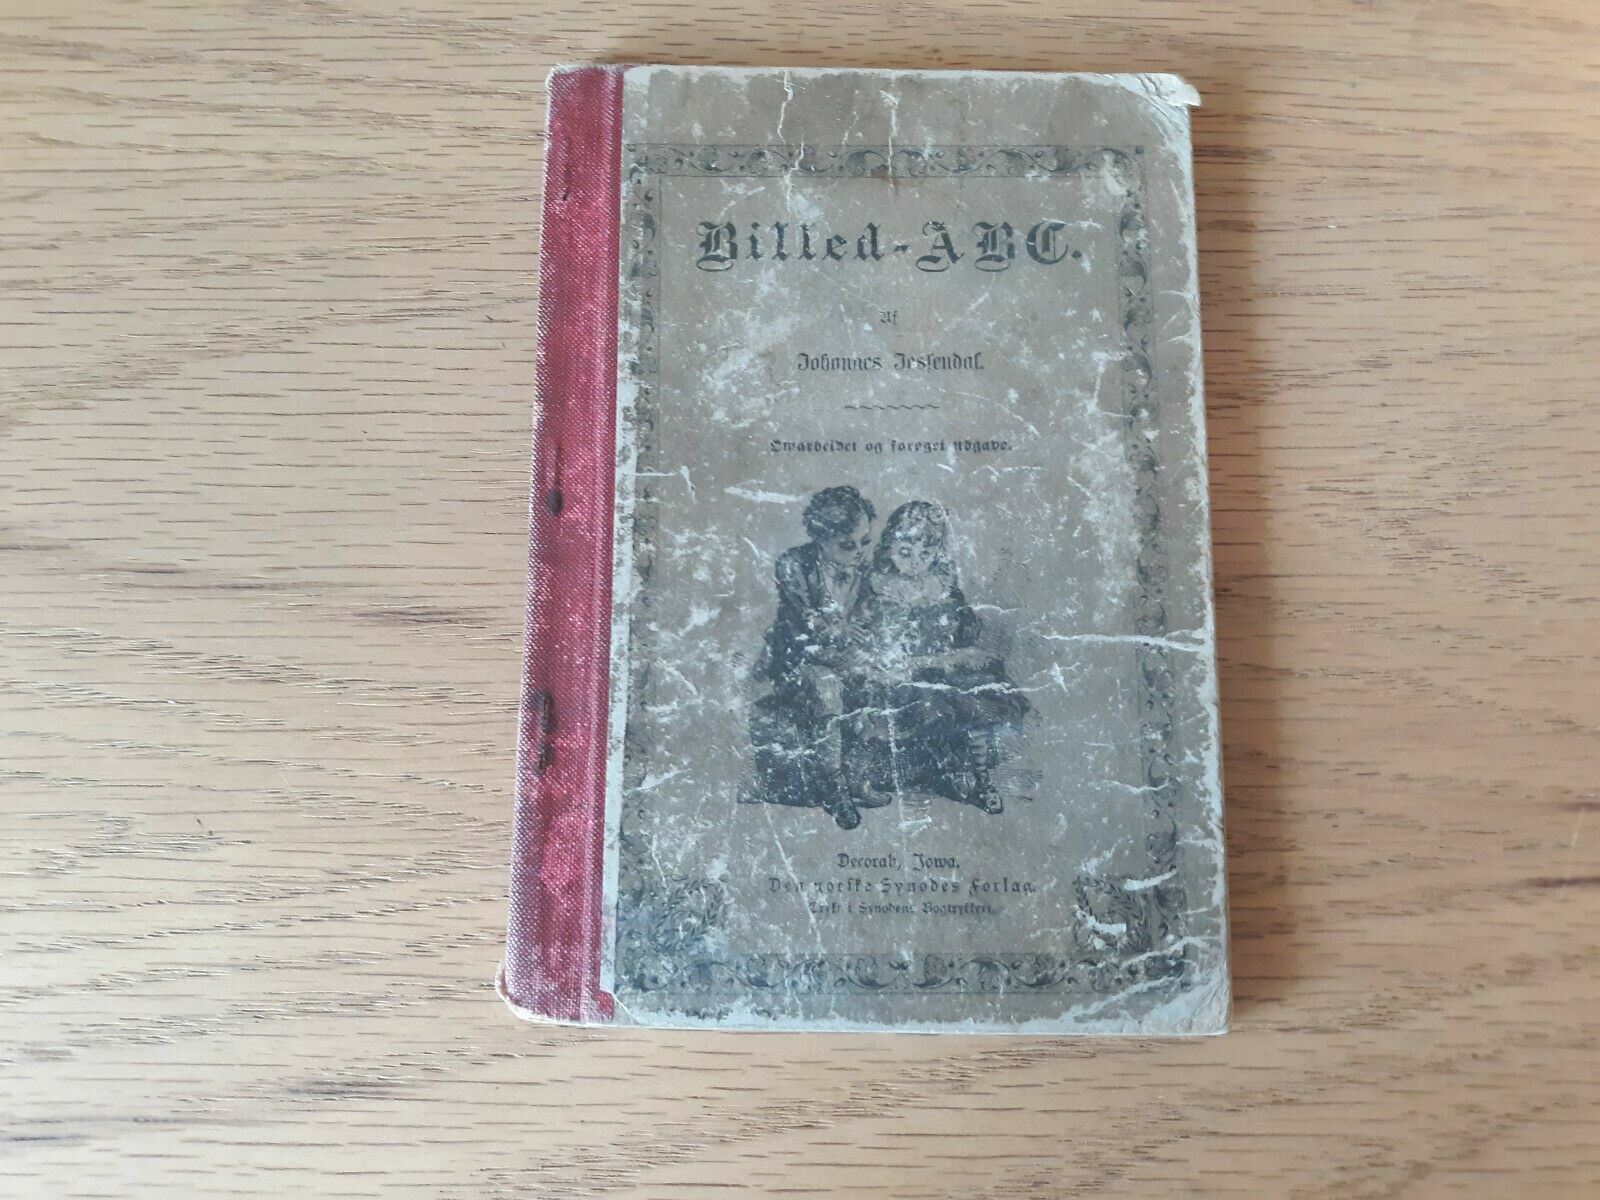 Billed-ABC.
Af
Johannes Jessendal.
Omarbeidet og forøget udgave.
Decorah, Iowa.
Den norske Synodes Forlag.
Trykt i Synodens Bogtrykkeri.